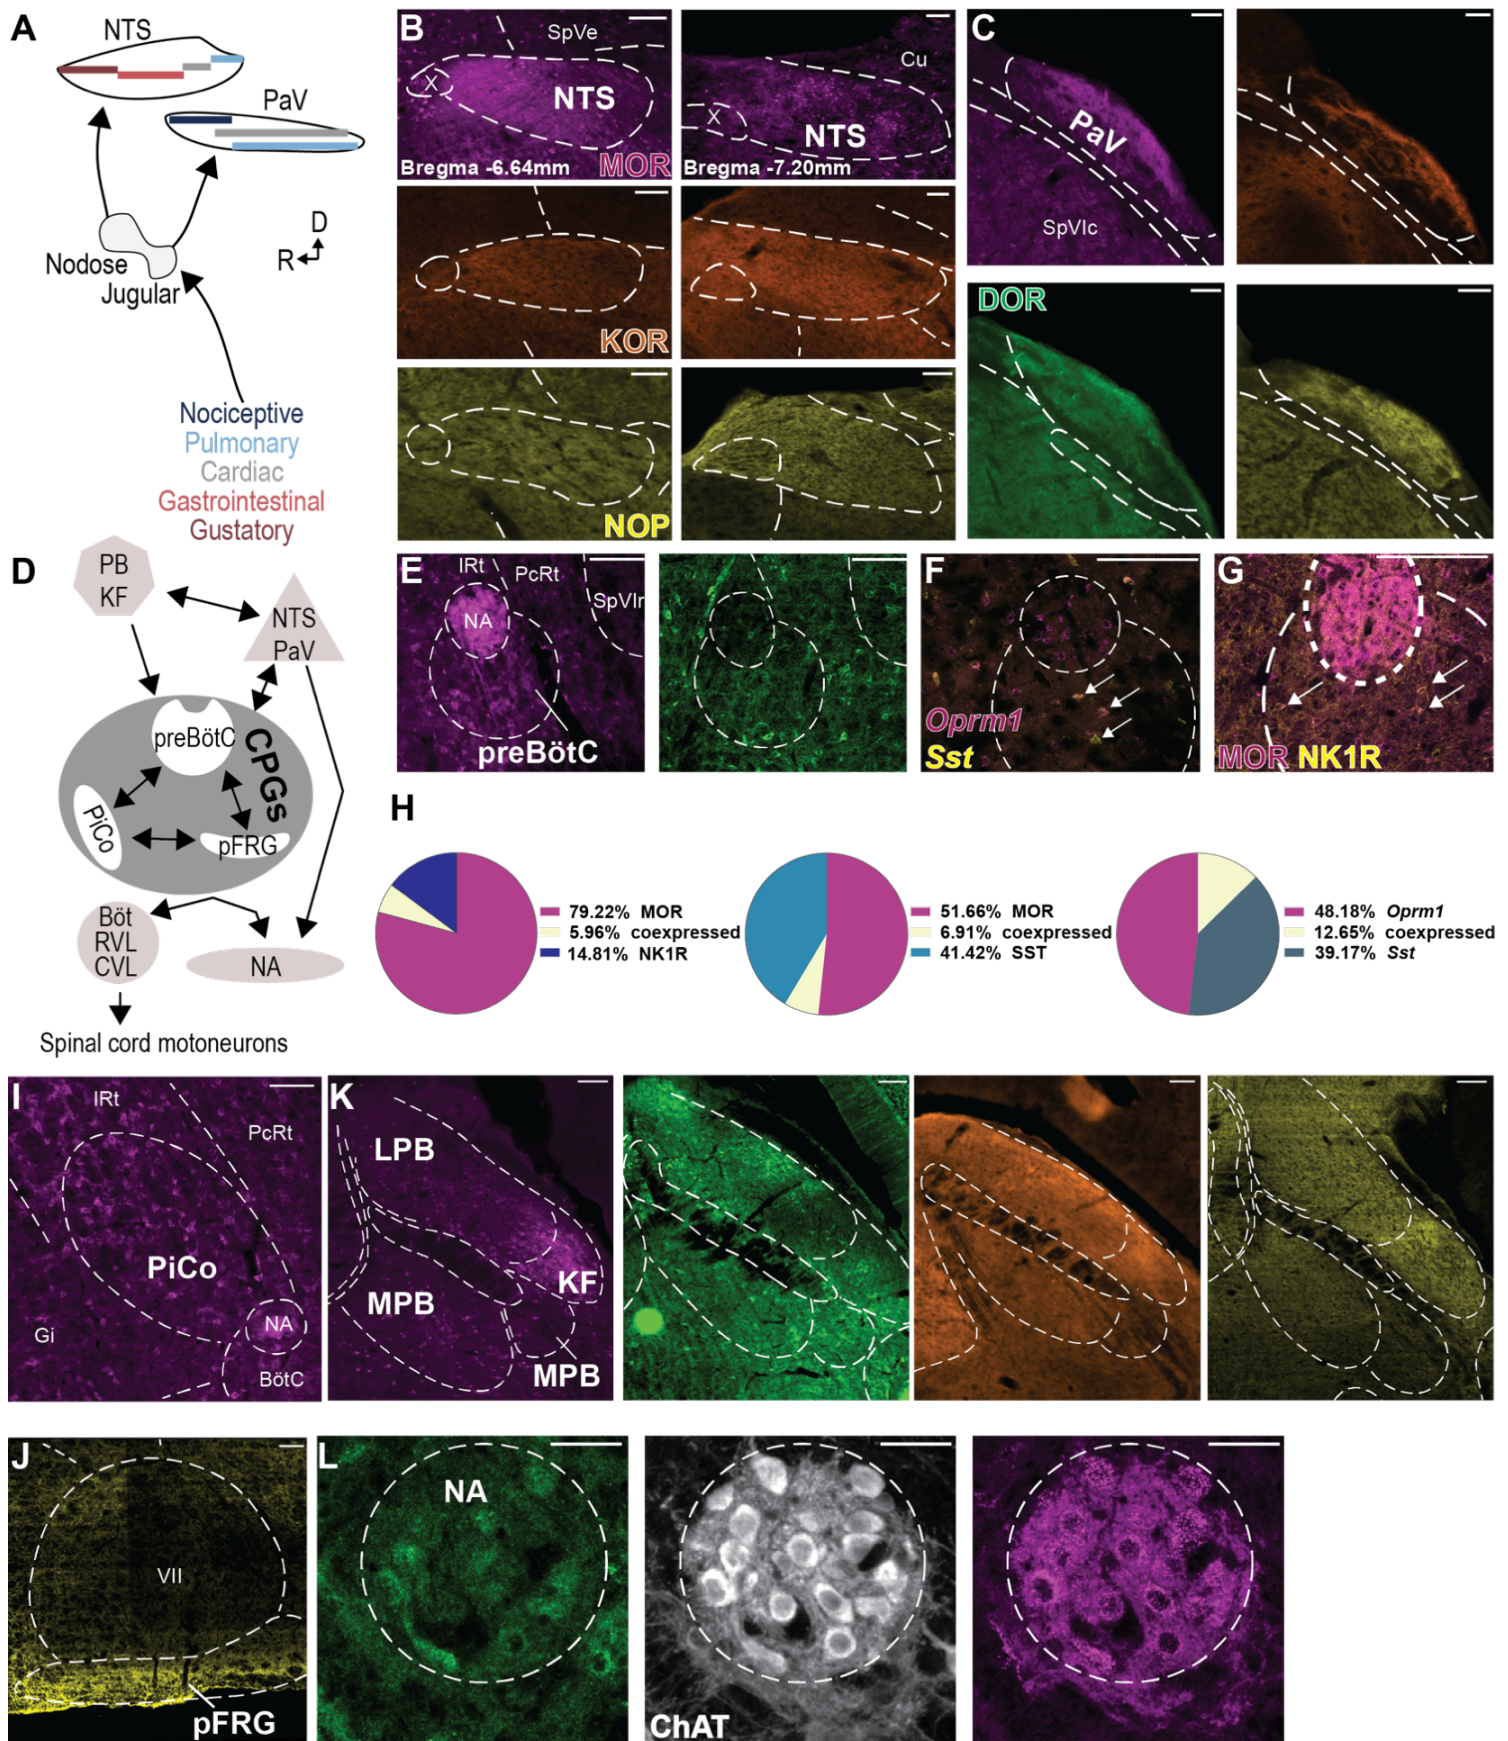 A
NTS
PaV
Nodose
Jugular
D
R
Nociceptive
Pulmonary
Cardiac
Gastrointestinal
Gustatory
B
SpVe
X
NTS
Bregma -6.64mm
MOR
Cu
X
NTS
Bregma -7.20mm
KOR
NOP
C
PaV
SpVIc
DOR
D
PB
KF
NTS
PaV
preBötC
CPGs
PiCo
pFRG
Böt
RVL
CVL
NA
Spinal cord motoneurons
E
IRt
PcRt
SpVIr
NA
preBötC
F
Oprm1
Sst
G
MOR NK1R
H
79.22% MOR
5.96% coexpressed
14.81% NK1R
51.66% MOR
6.91% coexpressed
41.42% SST
48.18% Oprm1
12.65% coexpressed
39.17% Sst
I
IRt
PcRt
PiCo
NA
Gi
BötC
K
LPB
KF
MPB
MPB
J
VII
pFRG
L
NA
ChAT